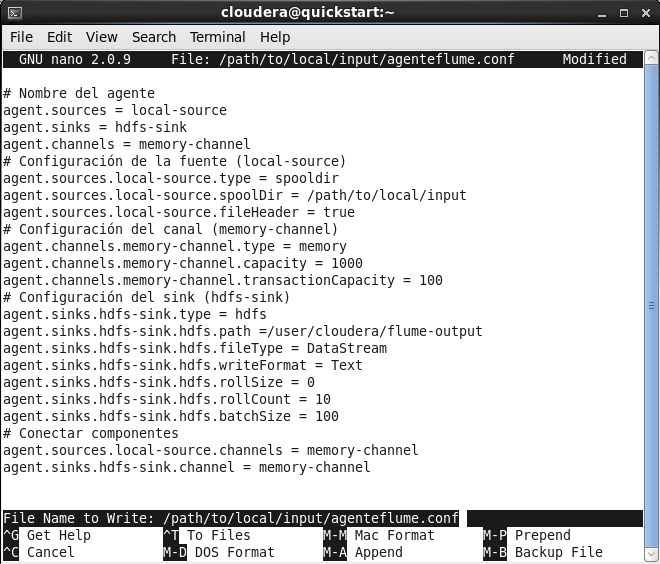 cloudera@quickstart:~
File Edit View Search Terminal Help
GNU nano 2.0.9 File: /path/to/local/input/agenteflume.conf Modified
# Nombre del agente
agent.sources = local-source
agent.sinks = hdfs-sink
agent.channels = memory-channel
# Configuración de la fuente (local-source)
agent.sources.local-source.type = spooldir
agent.sources.local-source.spoolDir = /path/to/local/input
agent.sources.local-source.fileHeader = true
# Configuración del canal (memory-channel)
agent.channels.memory-channel.type = memory
agent.channels.memory-channel.capacity = 1000
agent.channels.memory-channel.transactionCapacity = 100
# Configuración del sink (hdfs-sink)
agent.sinks.hdfs-sink.type = hdfs
agent.sinks.hdfs-sink.hdfs.path =/user/cloudera/flume-output
agent.sinks.hdfs-sink.hdfs.fileType = DataStream
agent.sinks.hdfs-sink.hdfs.writeFormat = Text
agent.sinks.hdfs-sink.hdfs.rollSize = 0
agent.sinks.hdfs-sink.hdfs.rollCount = 10
agent.sinks.hdfs-sink.hdfs.batchSize = 100
# Conectar componentes
agent.sources.local-source.channels = memory-channel
agent.sinks.hdfs-sink.channel = memory-channel
File Name to Write: /path/to/local/input/agenteflume.conf
^G Get Help ^T To Files M-M Mac Format M-P Prepend
^C Cancel M-D DOS Format M-A Append M-B Backup File